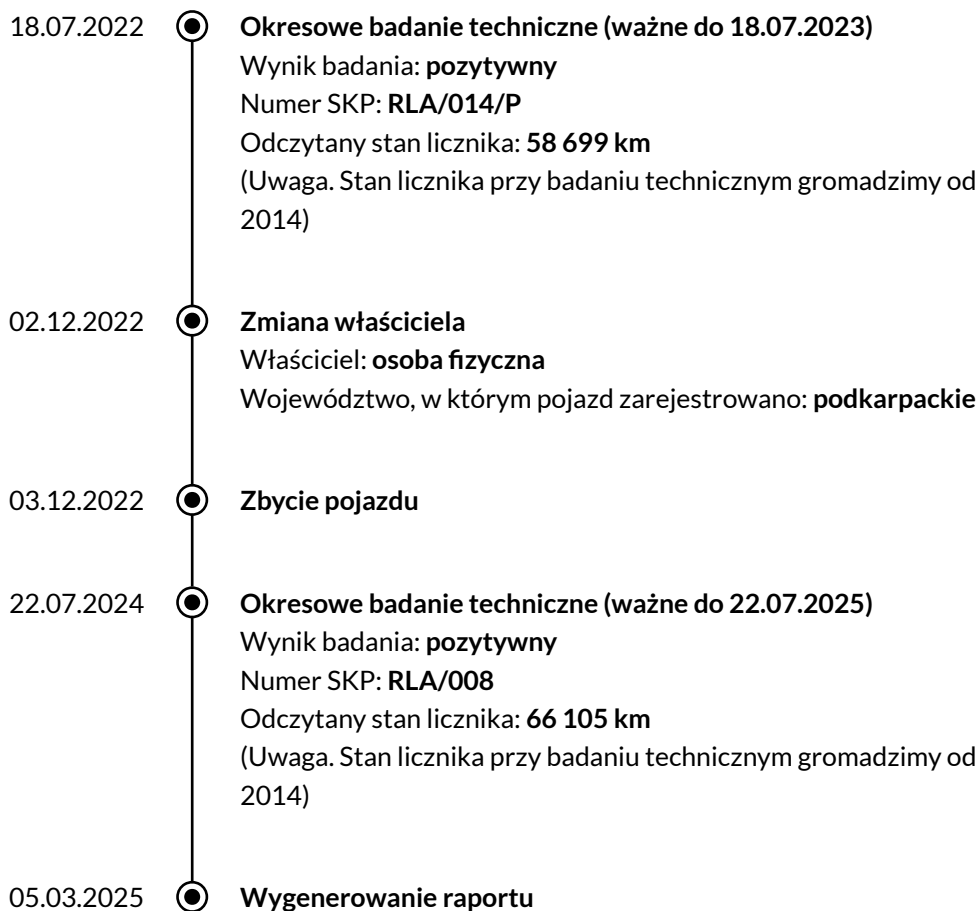 18.07.2022 Okresowe badanie techniczne (ważne do 18.07.2023)
Wynik badania: pozytywny
Numer SKP: RLA/014/P
Odczytany stan licznika: 58 699 km
(Uwaga. Stan licznika przy badaniu technicznym gromadzimy od
2014)
02.12.2022 Zmiana właściciela
Właściciel: osoba fizyczna
Województwo, w którym pojazd zarejestrowano: podkarpackie
03.12.2022 Zbycie pojazdu
22.07.2024 Okresowe badanie techniczne (ważne do 22.07.2025)
Wynik badania: pozytywny
Numer SKP: RLA/008
Odczytany stan licznika: 66 105 km
(Uwaga. Stan licznika przy badaniu technicznym gromadzimy od
2014)
05.03.2025 Wygenerowanie raportu